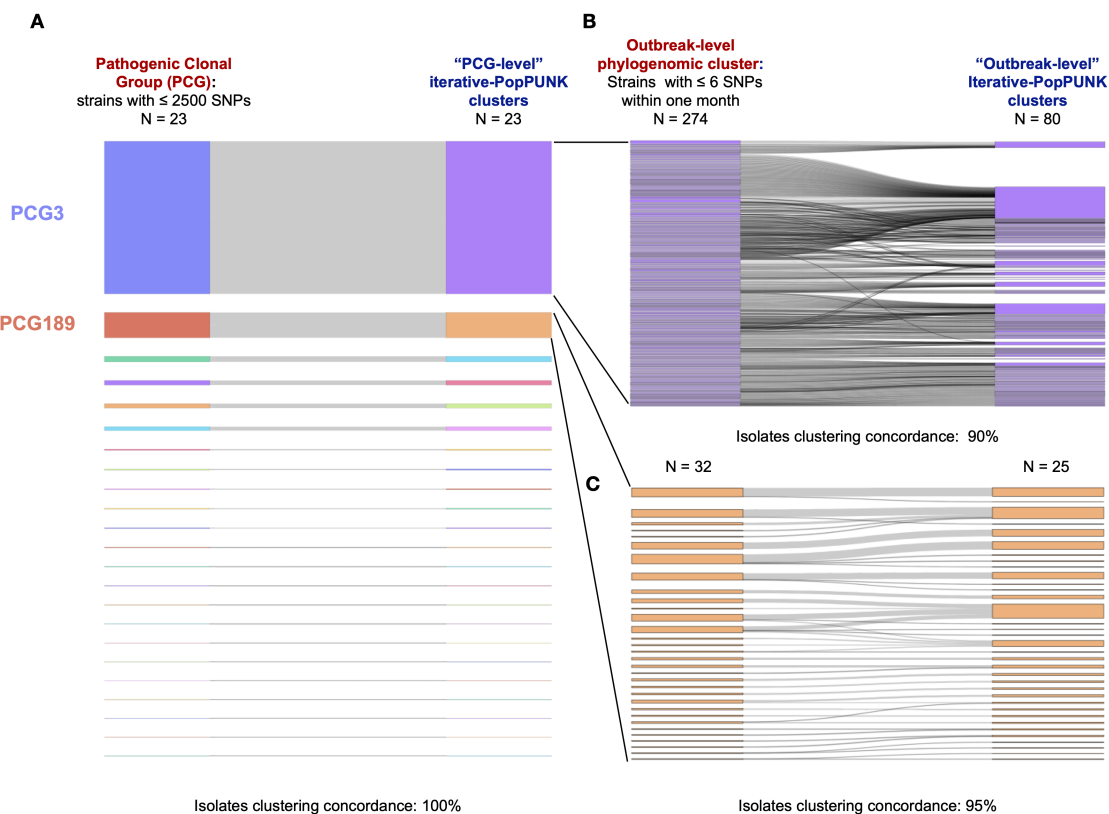 A
Pathogenic Clonal
Group (PCG):
strains with ≤ 2500 SNPs
N = 23
“PCG-level”
iterative-PopPUNK
clusters
N = 23
PCG3
PCG189
Isolates clustering concordance: 100%
B
Outbreak-level
phylogenomic cluster:
Strains with ≤ 6 SNPs
within one month
N = 274
“Outbreak-level”
Iterative-PopPUNK
clusters
N = 80
Isolates clustering concordance: 90%
C
N = 32
N = 25
Isolates clustering concordance: 95%